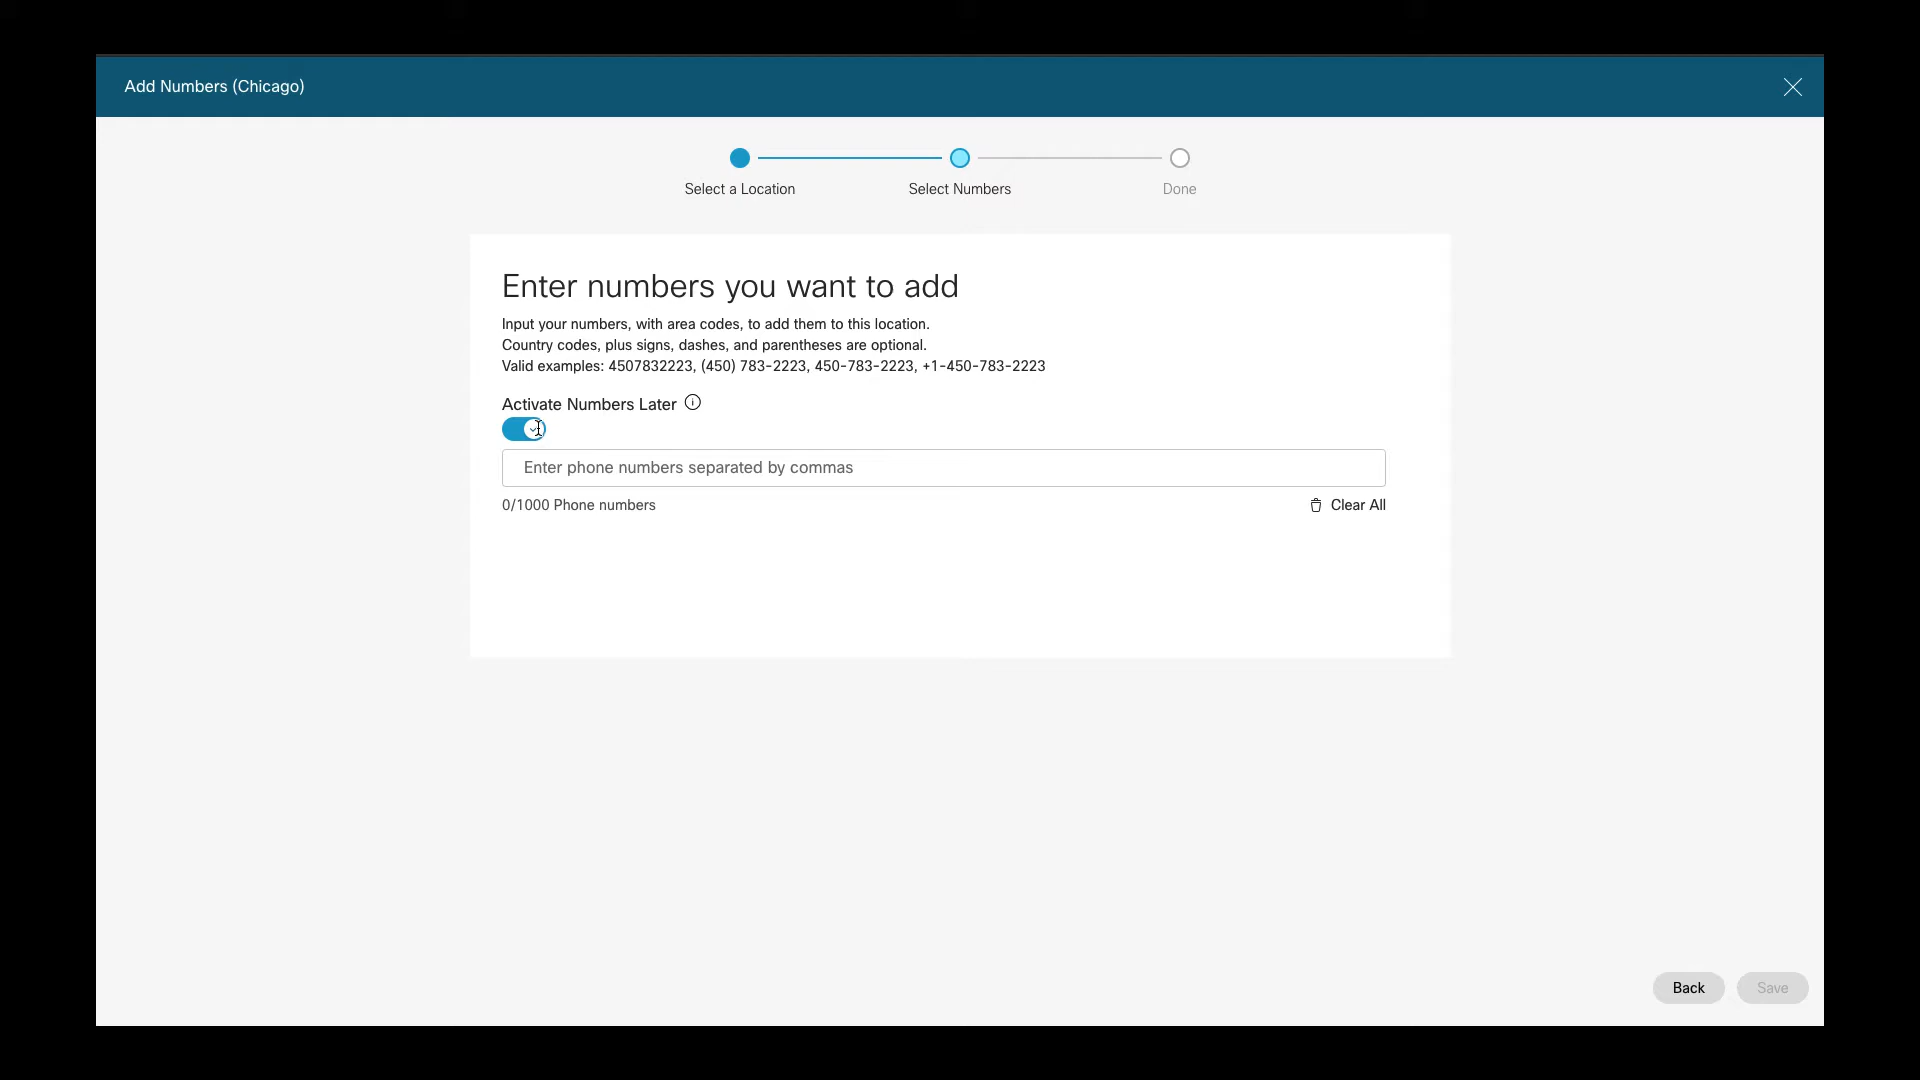 Add Numbers (Chicago)
Select a Location
Select Numbers
Done
Enter numbers you want to add
Input your numbers, with area codes, to add them to this location.
Country codes, plus signs, dashes, and parentheses are optional.
Valid examples: 4507832223, (450) 783-2223, 450-783-2223, +1-450-783-2223
Activate Numbers Later
Enter phone numbers separated by commas
0/1000 Phone numbers
Clear All
Back
Save